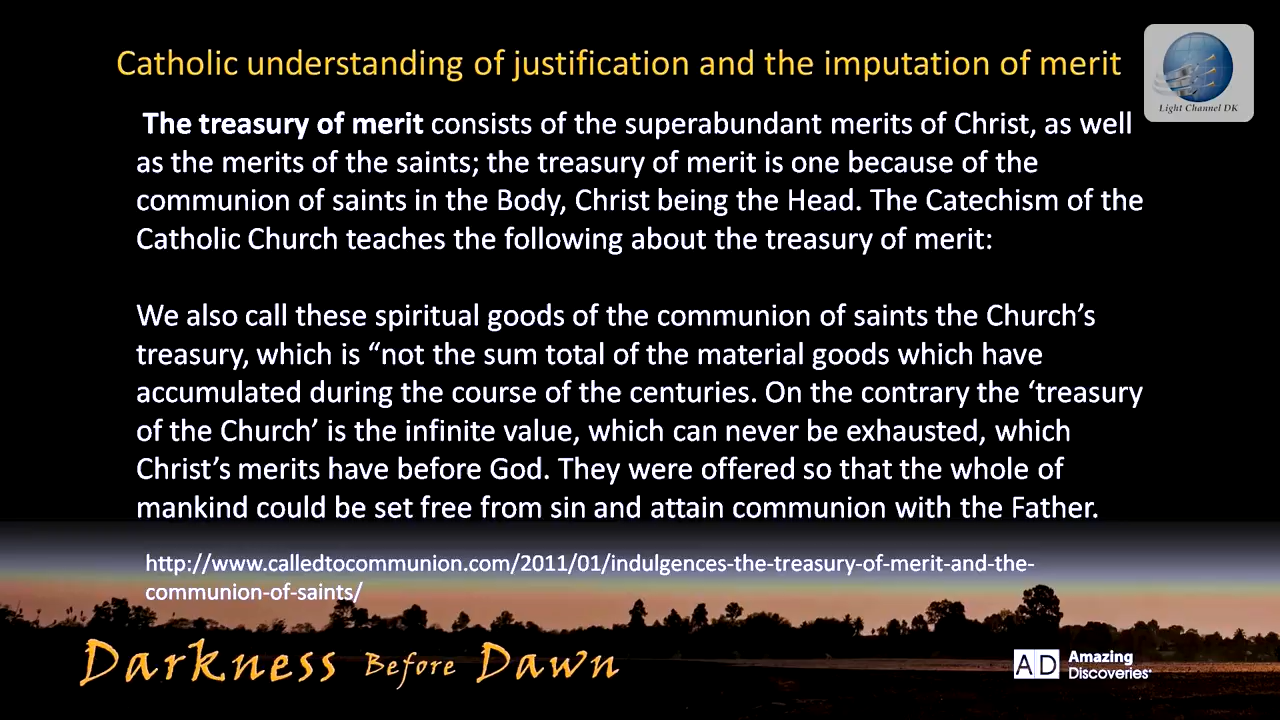 Catholic understanding of justification and the imputation of merit
Light Channel DK
The treasury of merit consists of the superabundant merits of Christ, as well
as the merits of the saints; the treasury of merit is one because of the
communion of saints in the Body, Christ being the Head. The Catechism of the
Catholic Church teaches the following about the treasury of merit:
We also call these spiritual goods of the communion of saints the Church’s
treasury, which is “not the sum total of the material goods which have
accumulated during the course of the centuries. On the contrary the ‘treasury
of the Church’ is the infinite value, which can never be exhausted, which
Christ’s merits have before God. They were offered so that the whole of
mankind could be set free from sin and attain communion with the Father.
http://www.calledtocommunion.com/2011/01/indulgences-the-treasury-of-merit-and-the-
communion-of-saints/
Darkness Before Dawn
AD Amazing
Discoveries